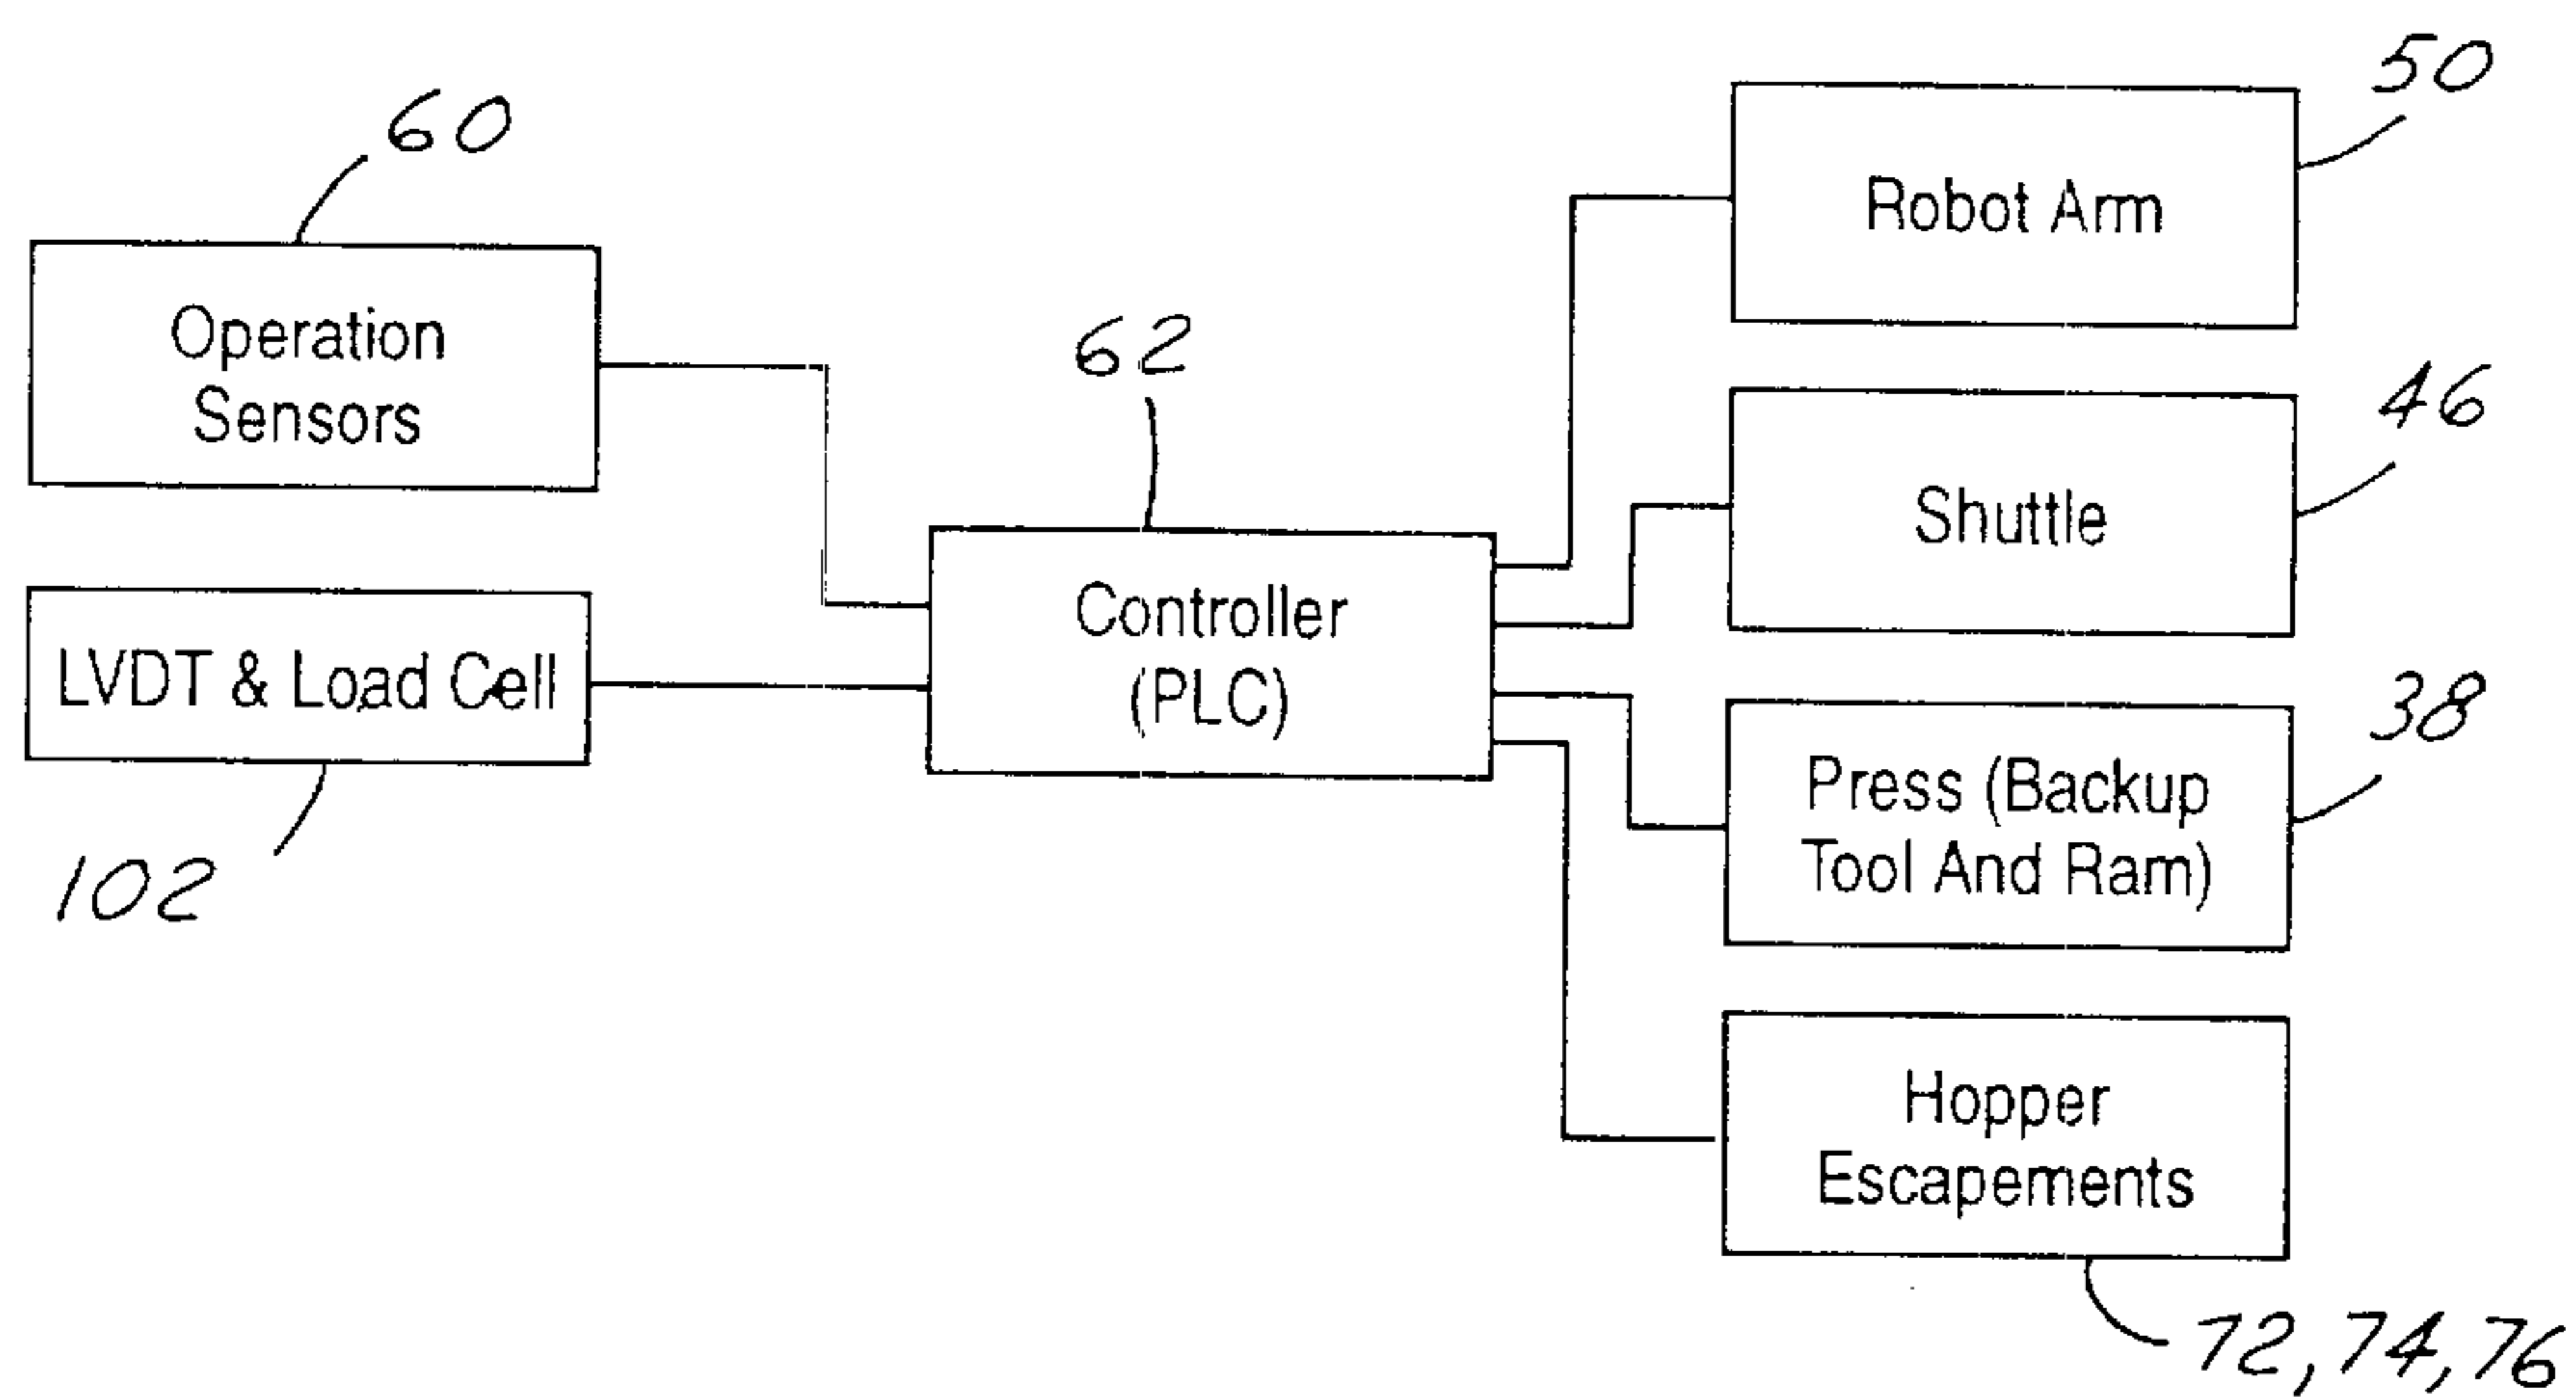 60
Operation
Sensors
LVDT & Load Cell
102
62
Controller
(PLC)
50
Robot Arm
46
Shuttle
38
Press (Backup
Tool And Ram)
Hopper
Escapements
72, 74, 76